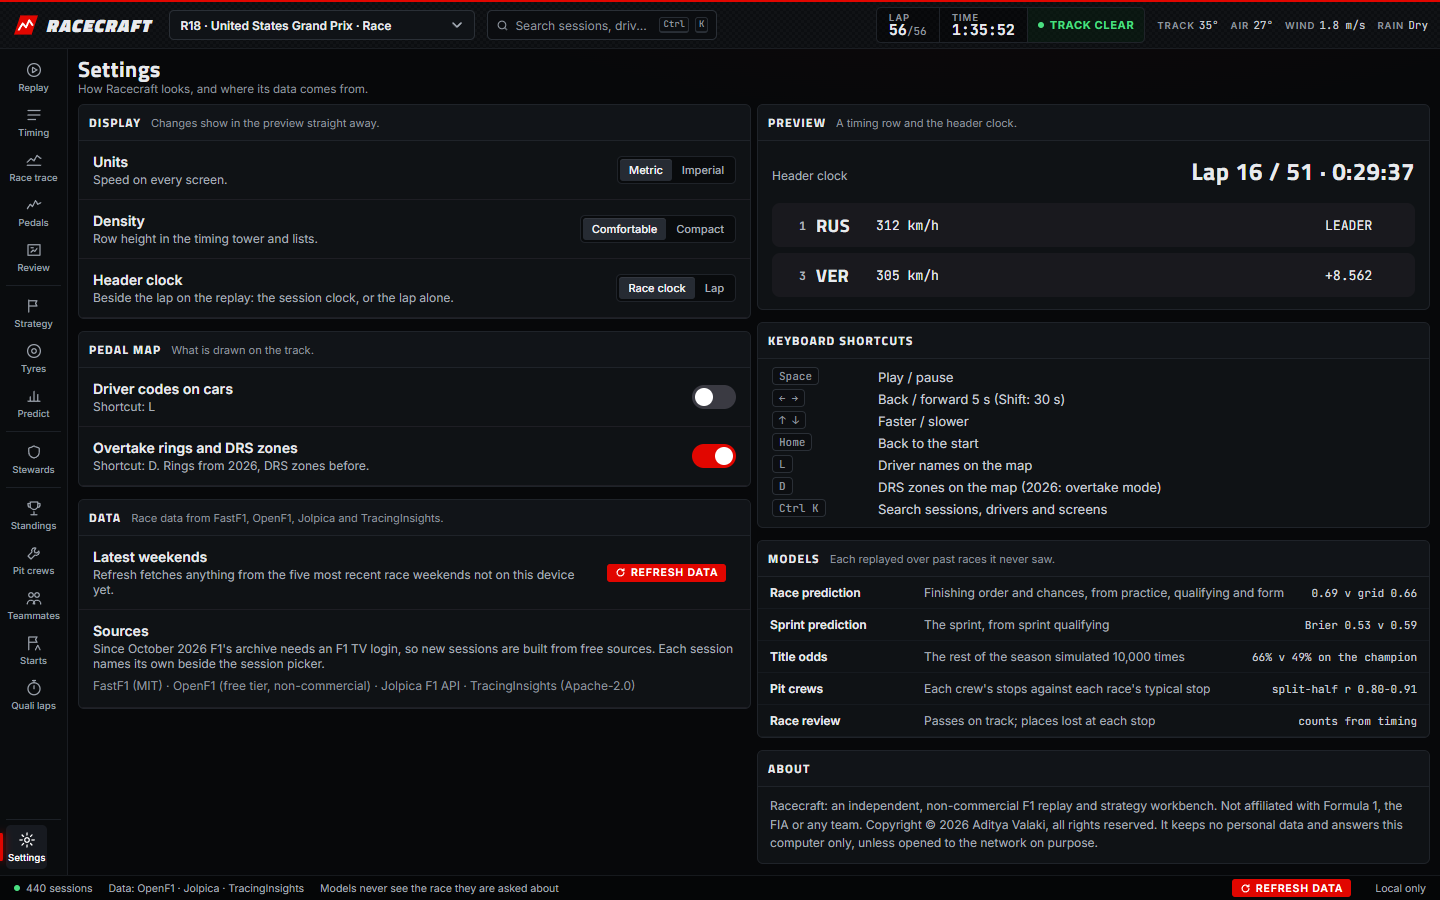 RACECRAFT
R18 · United States Grand Prix · Race
Search sessions, driv... Ctrl K
LAP 56/56
TIME 1:35:52
TRACK CLEAR
TRACK 35° AIR 27° WIND 1.8 m/s RAIN Dry
Replay
Timing
Race trace
Pedals
Review
Strategy
Tyres
Predict
Stewards
Standings
Pit crews
Teammates
Starts
Quali laps
Settings
Settings
How Racecraft looks, and where its data comes from.
DISPLAY Changes show in the preview straight away.
Units
Speed on every screen.
Metric Imperial
Density
Row height in the timing tower and lists.
Comfortable Compact
Header clock
Beside the lap on the replay: the session clock, or the lap alone.
Race clock Lap
PEDAL MAP What is drawn on the track.
Driver codes on cars
Shortcut: L
Overtake rings and DRS zones
Shortcut: D. Rings from 2026, DRS zones before.
DATA Race data from FastF1, OpenF1, Jolpica and TracingInsights.
Latest weekends
Refresh fetches anything from the five most recent race weekends not on this device
yet.
REFRESH DATA
Sources
Since October 2026 F1's archive needs an F1 TV login, so new sessions are built from free sources. Each session
names its own beside the session picker.
FastF1 (MIT) · OpenF1 (free tier, non-commercial) · Jolpica F1 API · TracingInsights (Apache-2.0)
PREVIEW A timing row and the header clock.
Header clock Lap 16 / 51 · 0:29:37
1 RUS 312 km/h LEADER
3 VER 305 km/h +8.562
KEYBOARD SHORTCUTS
Space Play / pause
← → Back / forward 5 s (Shift: 30 s)
↑ ↓ Faster / slower
Home Back to the start
L Driver names on the map
D DRS zones on the map (2026: overtake mode)
Ctrl K Search sessions, drivers and screens
MODELS Each replayed over past races it never saw.
Race prediction Finishing order and chances, from practice, qualifying and form 0.69 v grid 0.66
Sprint prediction The sprint, from sprint qualifying Brier 0.53 v 0.59
Title odds The rest of the season simulated 10,000 times 66% v 49% on the champion
Pit crews Each crew's stops against each race's typical stop split-half r 0.80-0.91
Race review Passes on track; places lost at each stop counts from timing
ABOUT
Racecraft: an independent, non-commercial F1 replay and strategy workbench. Not affiliated with Formula 1, the
FIA or any team. Copyright © 2026 Aditya Valaki, all rights reserved. It keeps no personal data and answers this
computer only, unless opened to the network on purpose.
440 sessions Data: OpenF1 · Jolpica · TracingInsights Models never see the race they are asked about
REFRESH DATA Local only